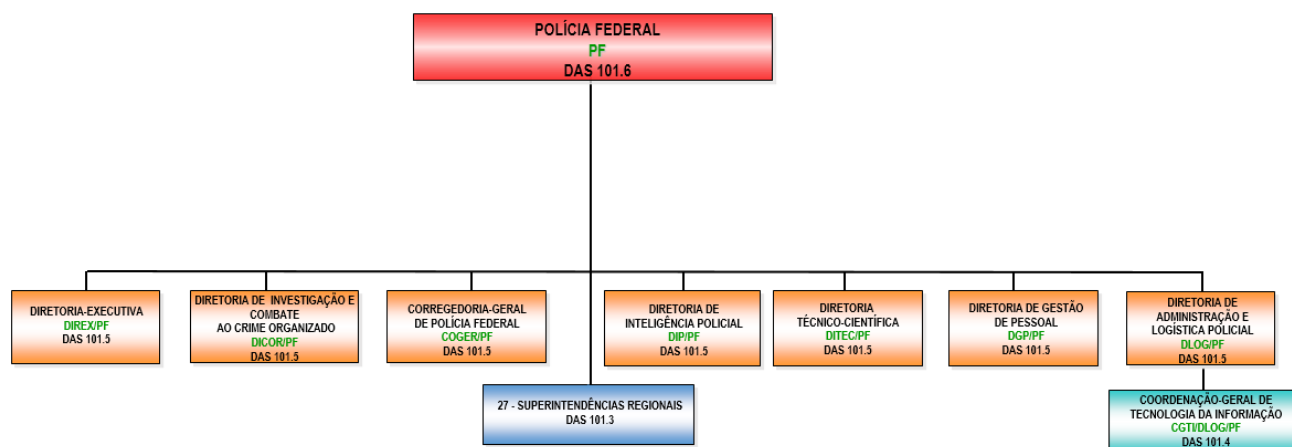 POLÍCIA FEDERAL
PF
DAS 101.6
DIRETORIA-EXECUTIVA
DIREX/PF
DAS 101.5
DIRETORIA DE INVESTIGAÇÃO E
COMBATE
AO CRIME ORGANIZADO
DICOR/PF
DAS 101.5
CORREGEDORIA-GERAL
DE POLÍCIA FEDERAL
COGER/PF
DAS 101.5
DIRETORIA DE
INTELIGÊNCIA POLICIAL
DIP/PF
DAS 101.5
DIRETORIA
TÉCNICO-CIENTÍFICA
DITEC/PF
DAS 101.5
DIRETORIA DE GESTÃO
DE PESSOAL
DGP/PF
DAS 101.5
DIRETORIA DE
ADMINISTRAÇÃO E
LOGÍSTICA POLICIAL
DLOG/PF
DAS 101.5
27 - SUPERINTENDÊNCIAS REGIONAIS
DAS 101.3
COORDENAÇÃO-GERAL DE
TECNOLOGIA DA INFORMAÇÃO
CGTI/DLOG/PF
DAS 101.4